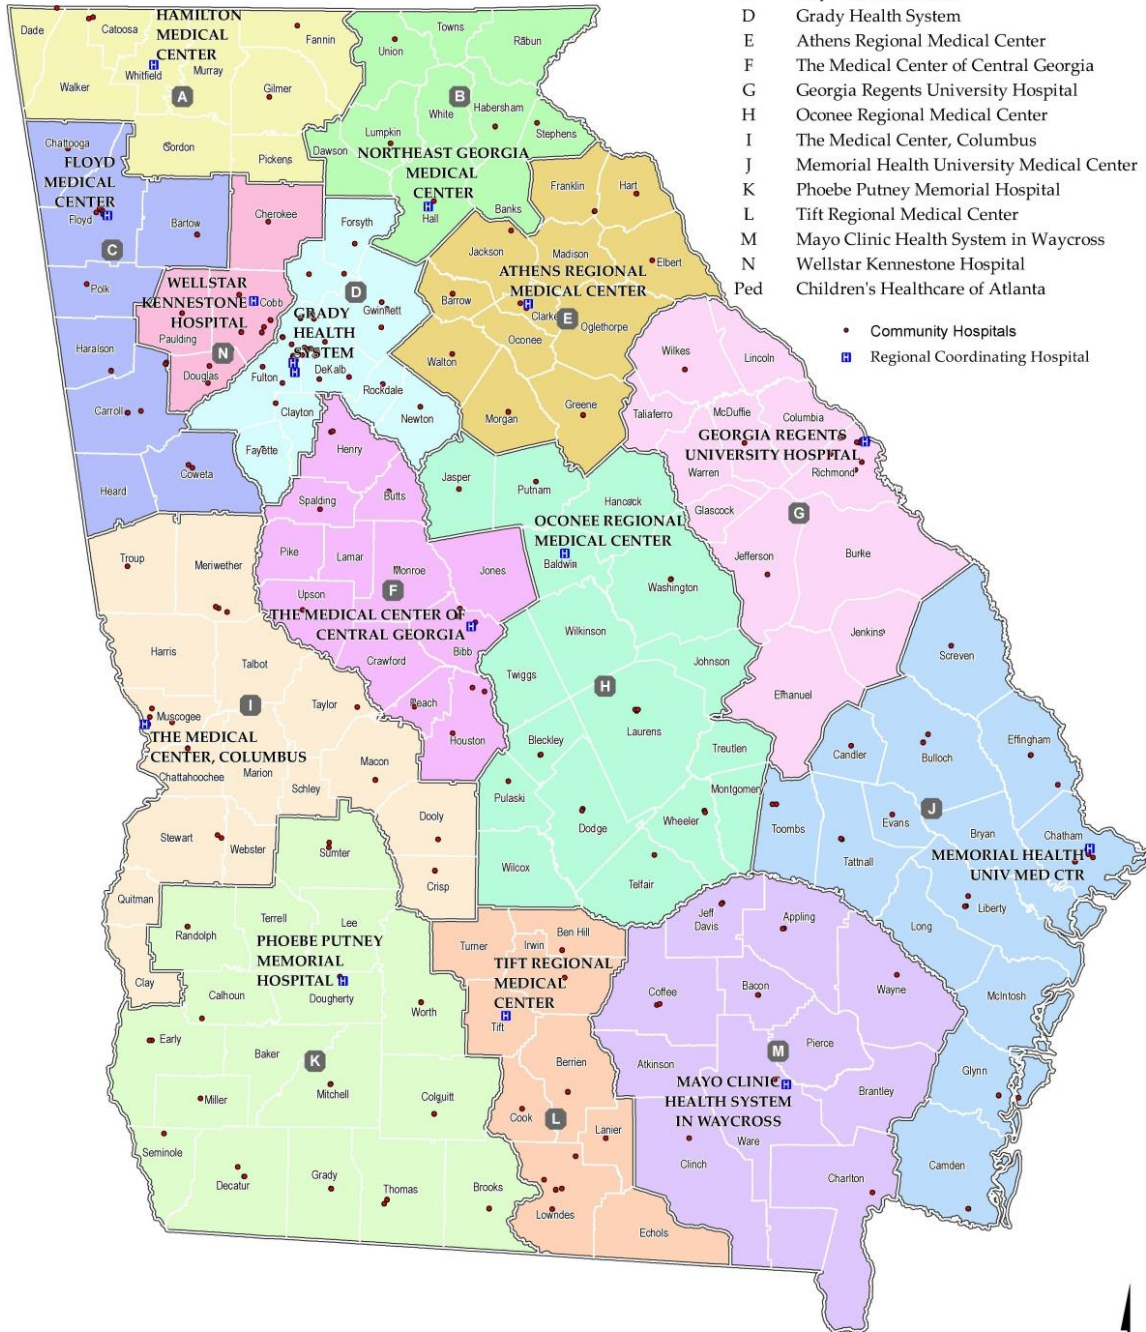 D Grady Health System
E Athens Regional Medical Center
F The Medical Center of Central Georgia
G Georgia Regents University Hospital
H Oconee Regional Medical Center
I The Medical Center, Columbus
J Memorial Health University Medical Center
K Phoebe Putney Memorial Hospital
L Tift Regional Medical Center
M Mayo Clinic Health System in Waycross
N Wellstar Kennestone Hospital
Ped Children's Healthcare of Atlanta
Community Hospitals
H Regional Coordinating Hospital
HAMILTON
MEDICAL
CENTER
H
A
Dade
Catoosa
Fannin
Whitfield
Murray
Walker
Gilmer
Gordon
Pickens
Towns
Union
Rabun
B
White
Habersham
Lumpkin
Stephens
Dawson
NORTHEAST GEORGIA
MEDICAL
CENTER
H
Hall
Banks
Chattooga
FLOYD
MEDICAL
CENTER
H
Floyd
Bartow
C
Polk
Haralson
Carroll
Heard
Coweta
Cherokee
WELLSTAR
KENNESTONE
HOSPITAL
H
Cobb
Paulding
N
Douglas
Forsyth
D
Gwinnett
GRADY
HEALTH
SYSTEM
H
H
DeKalb
Fulton
Rockdale
Clayton
Newton
Fayette
Franklin
Hart
Jackson
Madison
Elbert
ATHENS REGIONAL
MEDICAL CENTER
H
Barrow
Clarke
E
Oglethorpe
Oconee
Walton
Morgan
Greene
Wilkes
Lincoln
Taliaferro
McDuffie
Columbia
GEORGIA REGENTS
UNIVERSITY HOSPITAL
H
Warren
Richmond
Glascock
G
Jefferson
Burke
Jenkins
Emanuel
Henry
Spalding
Butts
Pike
Lamar
Monroe
Jones
F
Upson
THE MEDICAL CENTER OF
CENTRAL GEORGIA
H
Bibb
Crawford
Peach
Houston
Jasper
Putnam
Hancock
OCONEE REGIONAL
MEDICAL CENTER
H
Baldwin
Washington
Wilkinson
Johnson
Twiggs
H
Laurens
Bleckley
Treutlen
Montgomery
Pulaski
Dodge
Wheeler
Wilcox
Telfair
Troup
Meriwether
Harris
Talbot
I
Taylor
H
Muscogee
THE MEDICAL
CENTER, COLUMBUS
Chattahoochee
Marion
Macon
Schley
Dooly
Stewart
Webster
Crisp
Quitman
Clay
Screven
Effingham
Candler
Bulloch
J
Toombs
Evans
Bryan
Chatham
Tattnall
MEMORIAL HEALTH
UNIV MED CTR
H
Liberty
Long
McIntosh
Glynn
Camden
Sumter
Terrell
Lee
Randolph
PHOEBE PUTNEY
MEMORIAL
HOSPITAL
H
Calhoun
Dougherty
Worth
Early
Baker
K
Mitchell
Miller
Colquitt
Seminole
Decatur
Grady
Thomas
Brooks
Turner
Irwin
Ben Hill
TIFT REGIONAL
MEDICAL
CENTER
H
Tift
Berrien
Cook
L
Lanier
Lowndes
Echols
Jeff
Davis
Appling
Coffee
Bacon
Wayne
Atkinson
M
Pierce
MAYO CLINIC
HEALTH SYSTEM
IN WAYCROSS
H
Brantley
Ware
Clinch
Charlton